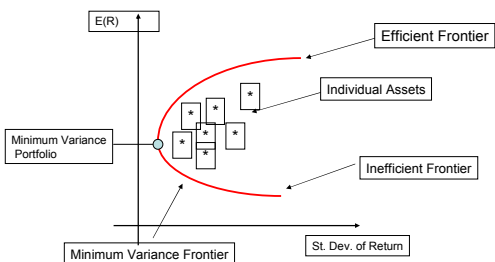 E(R)
Efficient Frontier
Individual Assets
*
*
*
*
*
*
*
Minimum Variance
Portfolio
Inefficient Frontier
St. Dev. of Return
Minimum Variance Frontier